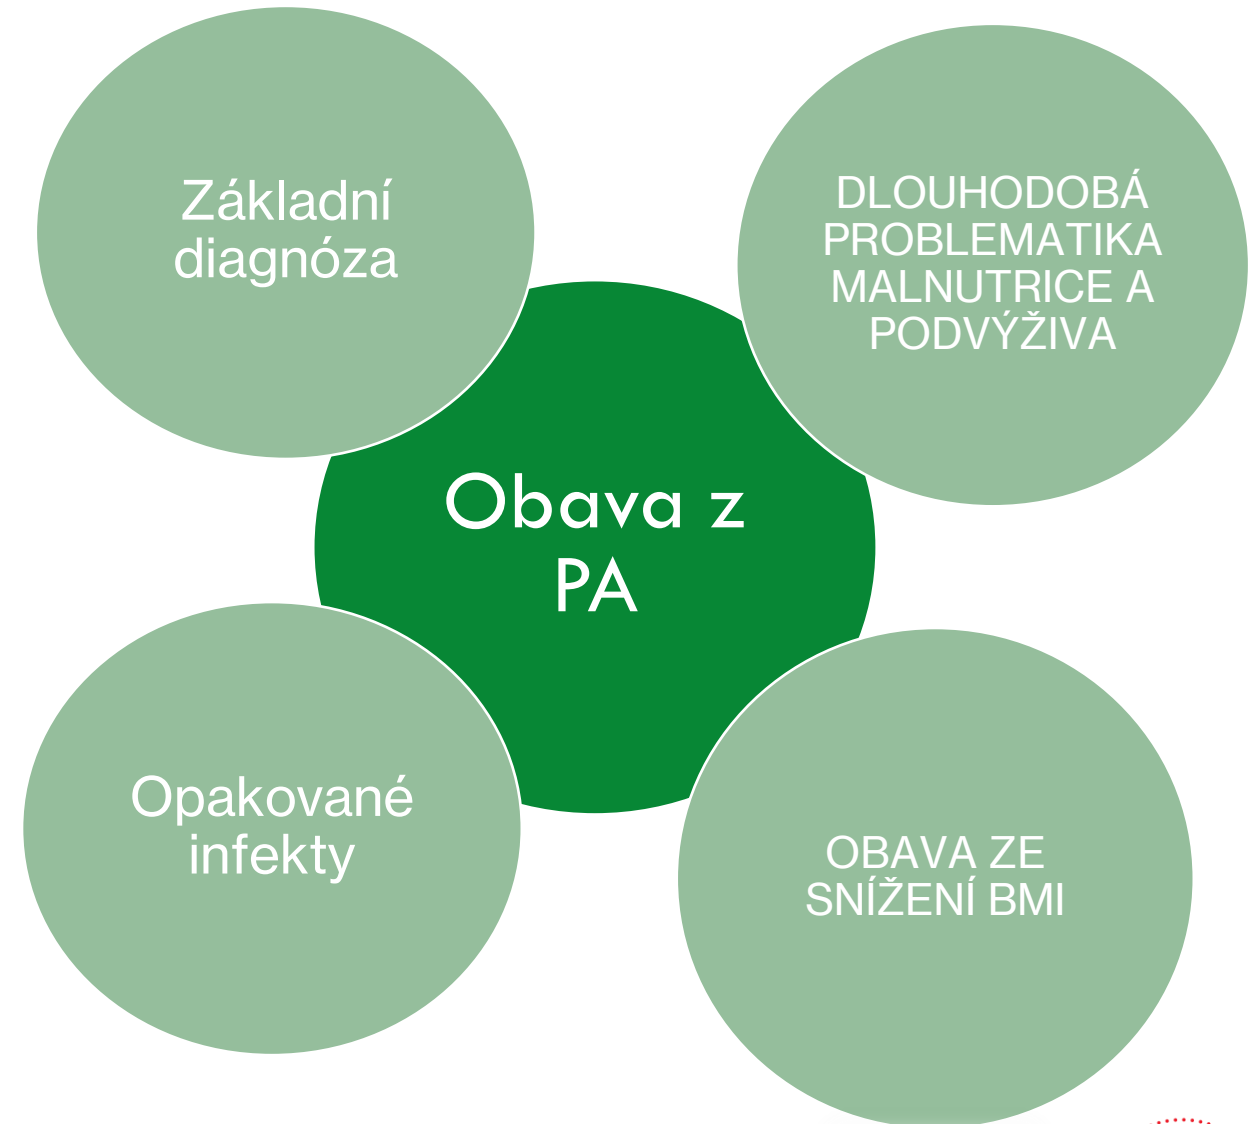 Základní
diagnóza
DLOUHODOBÁ
PROBLEMATIKA
MALNUTRICE A
PODVÝŽIVA
Obava z
PA
Opakované
infekty
OBAVA ZE
SNÍŽENÍ BMI